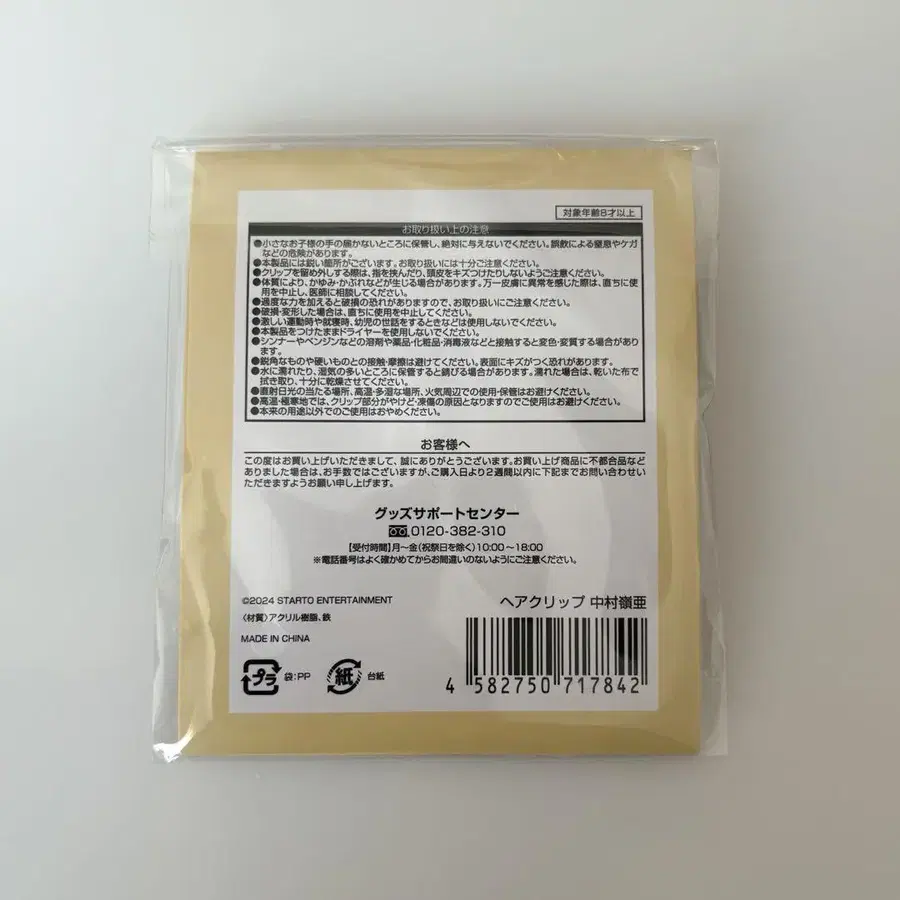 対象年齢8才以上
お取り扱い上の注意
●小さなお子様の手の届かないところに保管し、絶対に与えないでください。誤飲による窒息やケガ
などの危険があります。
●本製品には鋭い箇所がございます。お取り扱いには十分ご注意ください。
●クリップを留め外しする際は、指を挟んだり、頭皮をキズつけたりしないようご注意ください。
●体質により、かゆみ・かぶれなどが生じる場合があります。万一皮膚に異常を感じた際は、直ちに使
用を中止し、医師に相談してください。
●過度な力を加えると破損の恐れがありますので、お取り扱いにご注意ください。
●破損・変形した場合は、直ちに使用を中止してください。
●激しい運動時や就寝時、幼児の世話をするときなどは使用しないでください。
●本製品をつけたままドライヤーを使用しないでください。
●シンナーやベンジンなどの溶剤や薬品・化粧品・消毒液などと接触すると変色・変質する場合があり
ます。
●鋭角なものや硬いものとの接触・摩擦は避けてください。表面にキズがつく恐れがあります。
●水に濡れたり、湿気の多いところに保管すると錆びる場合があります。濡れた場合は、乾いた布で
拭き取り、十分に乾燥させてください。
●直射日光の当たる場所、高温・多湿な場所、火気周辺での使用・保管はお避けください。
●高温・極寒地では、クリップ部分がやけど・凍傷の原因となりますのでご使用はお避けください。
●本来の用途以外でのご使用はおやめください。
お客様へ
この度はお買い上げいただきまして、誠にありがとうございます。お買い上げ商品に不都合品など
ありました場合は、お手数ではございますが、ご購入日より2週間以内に下記までお問い合わせい
ただきますようお願い申し上げます。
グッズサポートセンター
0120-382-310
【受付時間】月~金(祝祭日を除く)10:00~18:00
※電話番号はよく確かめてからお間違いのないようにご注意ください。
©2024 STARTO ENTERTAINMENT
ヘアクリップ 中村嶺亜
〈材質〉アクリル樹脂、鉄
MADE IN CHINA
プラ 袋:PP 紙 台紙
4 582750 717842